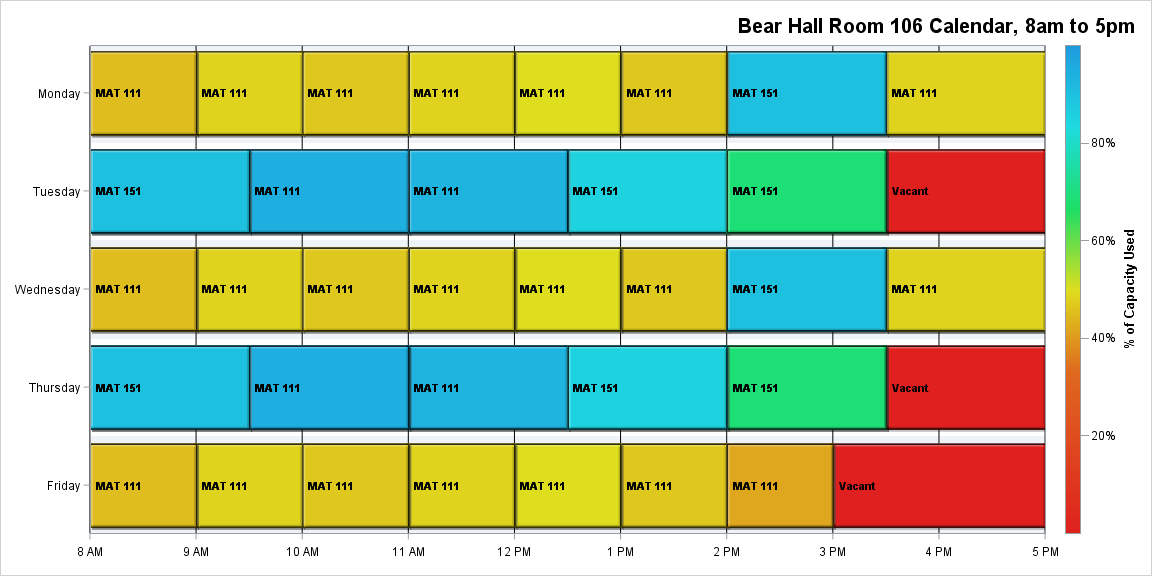 Bear Hall Room 106 Calendar, 8am to 5pm
Monday
MAT 111 MAT 111 MAT 111 MAT 111 MAT 111 MAT 111 MAT 151 MAT 111
Tuesday
MAT 151 MAT 111 MAT 111 MAT 151 MAT 151 Vacant
Wednesday
MAT 111 MAT 111 MAT 111 MAT 111 MAT 111 MAT 111 MAT 151 MAT 111
Thursday
MAT 151 MAT 111 MAT 111 MAT 151 MAT 151 Vacant
Friday
MAT 111 MAT 111 MAT 111 MAT 111 MAT 111 MAT 111 MAT 111 Vacant
8 AM 9 AM 10 AM 11 AM 12 PM 1 PM 2 PM 3 PM 4 PM 5 PM
80%
60%
40%
20%
% of Capacity Used